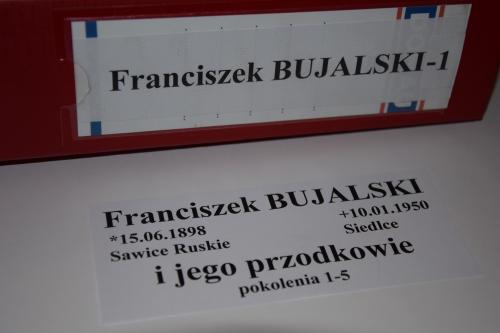 Franciszek BUJALSKI-1
Franciszek BUJALSKI
*15.06.1898 +10.01.1950
Sawice Ruskie Siedlce
i jego przodkowie
pokolenia 1-5